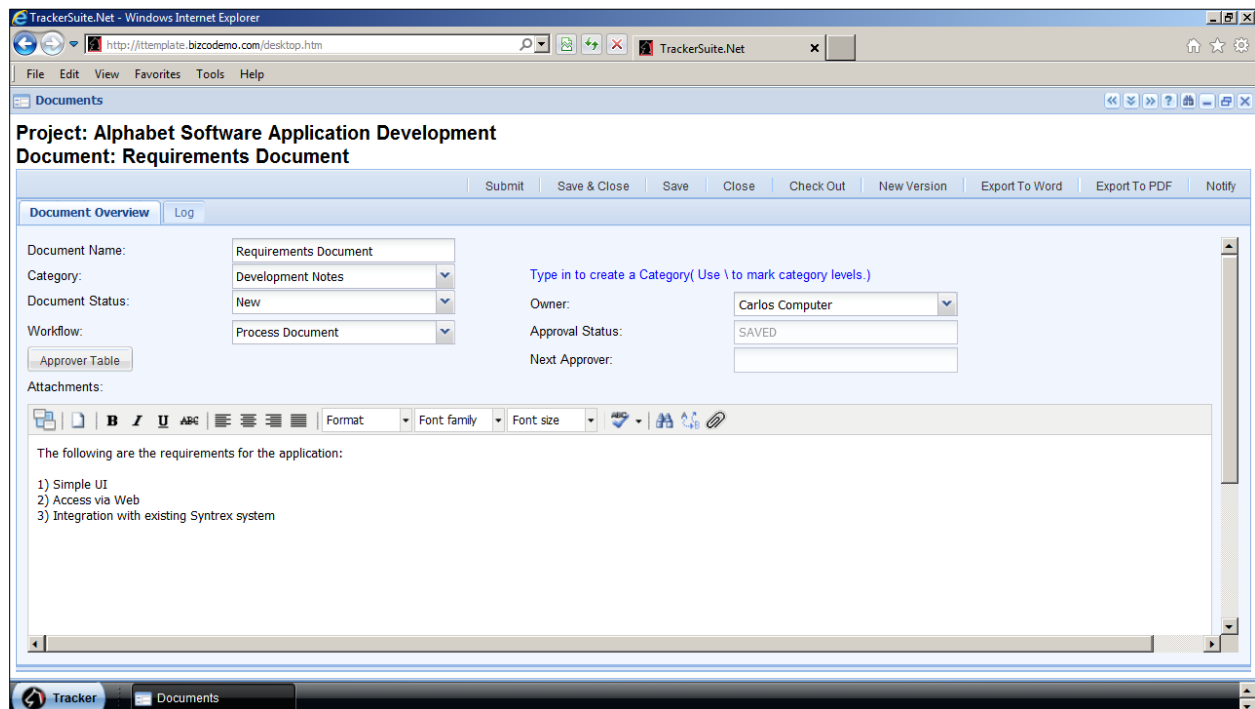 TrackerSuite.Net - Windows Internet Explorer
http://ittemplate.bizcodemo.com/desktop.htm
TrackerSuite.Net
File Edit View Favorites Tools Help
Documents
Project: Alphabet Software Application Development
Document: Requirements Document
Submit Save & Close Save Close Check Out New Version Export To Word Export To PDF Notify
Document Overview Log
Document Name: Requirements Document
Category: Development Notes Type in to create a Category( Use \ to mark category levels.)
Document Status: New Owner: Carlos Computer
Workflow: Process Document Approval Status: SAVED
Approver Table Next Approver:
Attachments:
B I U ABC Format Font family Font size ABC
The following are the requirements for the application:
1) Simple UI
2) Access via Web
3) Integration with existing Syntrex system
Tracker Documents